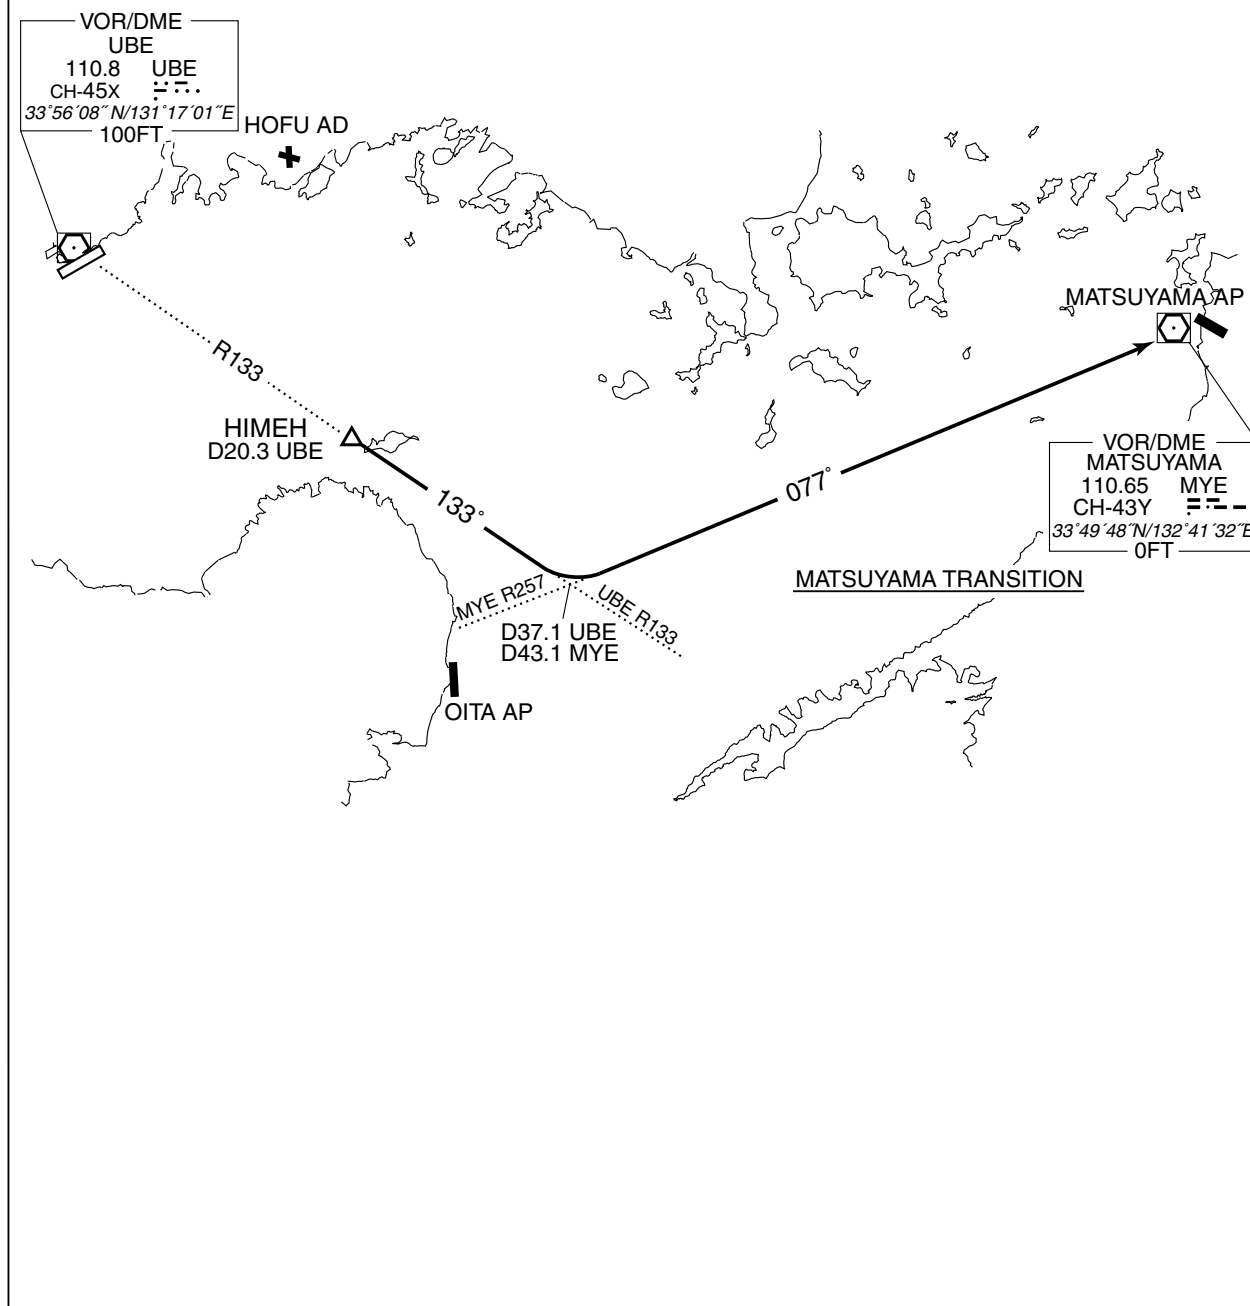 VOR/DME
UBE
110.8 UBE
CH-45X
33°56´08˝N/131°17´01˝E
100FT
HOFU AD
R133
HIMEH
D20.3 UBE
133°
077°
MATSUYAMA AP
VOR/DME
MATSUYAMA
110.65 MYE
CH-43Y
33°49´48˝N/132°41´32˝E
0FT
MATSUYAMA TRANSITION
MYE R257
UBE R133
D37.1 UBE
D43.1 MYE
OITA AP